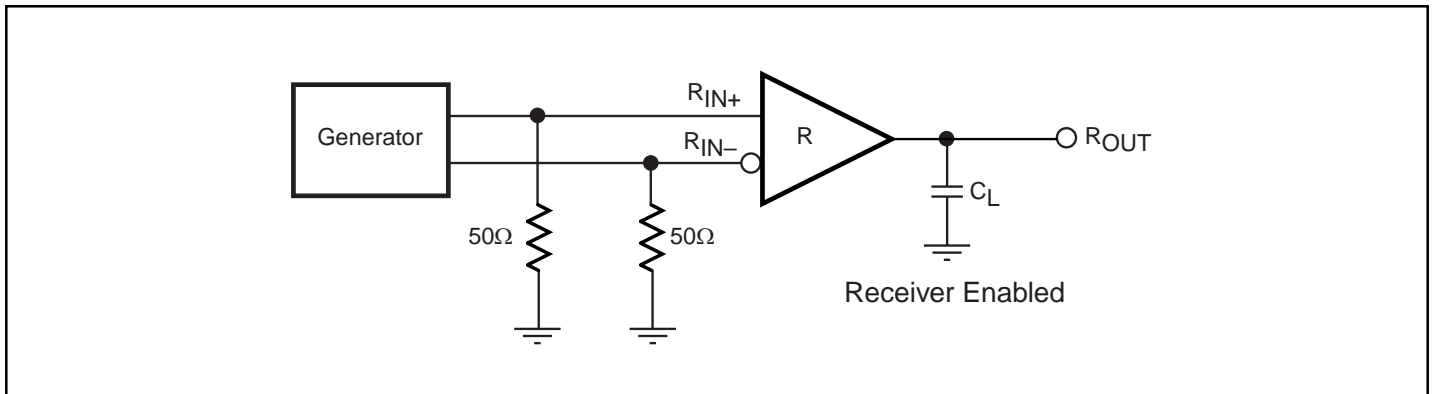 Generator
RIN+
RIN–
R
ROUT
50Ω
50Ω
CL
Receiver Enabled